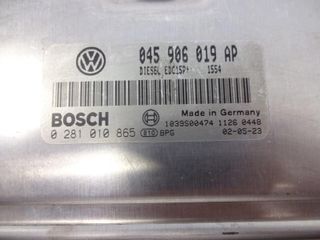 045 906 019 AP
DIESEL EDC15P+ 1554
BOSCH
Made in Germany
1039S00474 1126 0448
0 281 010 865 B10 BPG 02-05-23